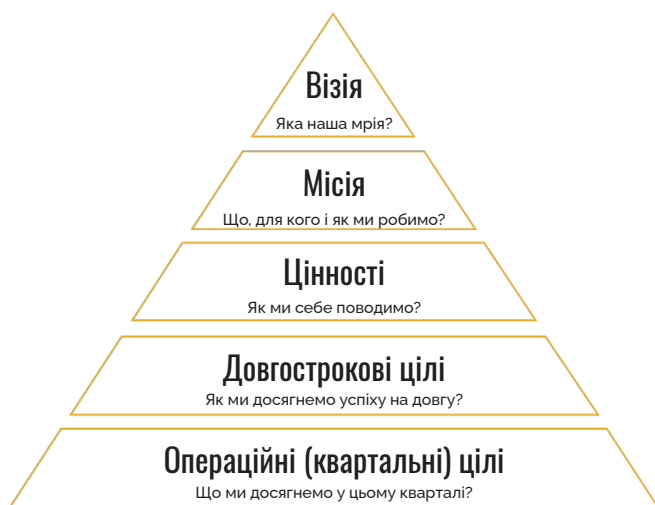 Візія
Яка наша мрія?
Місія
Що, для кого і як ми робимо?
Цінності
Як ми себе поводимо?
Довгострокові цілі
Як ми досягнемо успіху на довгу?
Операційні (квартальні) цілі
Що ми досягнемо у цьому кварталі?